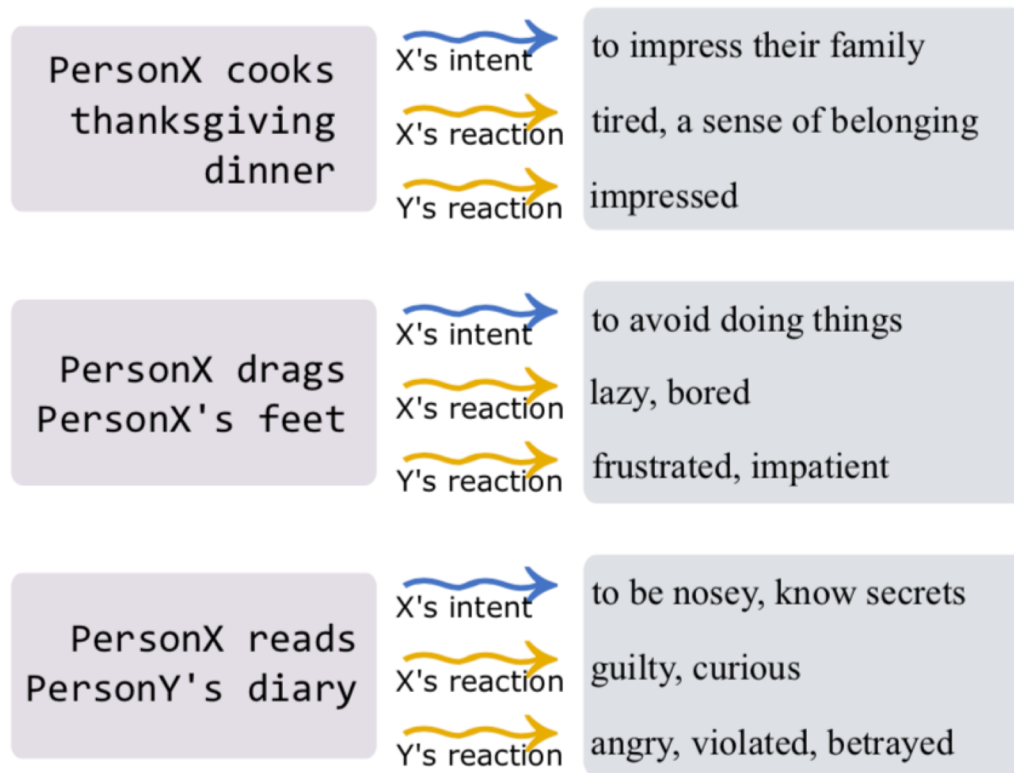 PersonX cooks
thanksgiving
dinner
X's intent
to impress their family
X's reaction
tired, a sense of belonging
Y's reaction
impressed
PersonX drags
PersonX's feet
X's intent
to avoid doing things
X's reaction
lazy, bored
Y's reaction
frustrated, impatient
PersonX reads
PersonY's diary
X's intent
to be nosey, know secrets
X's reaction
guilty, curious
Y's reaction
angry, violated, betrayed